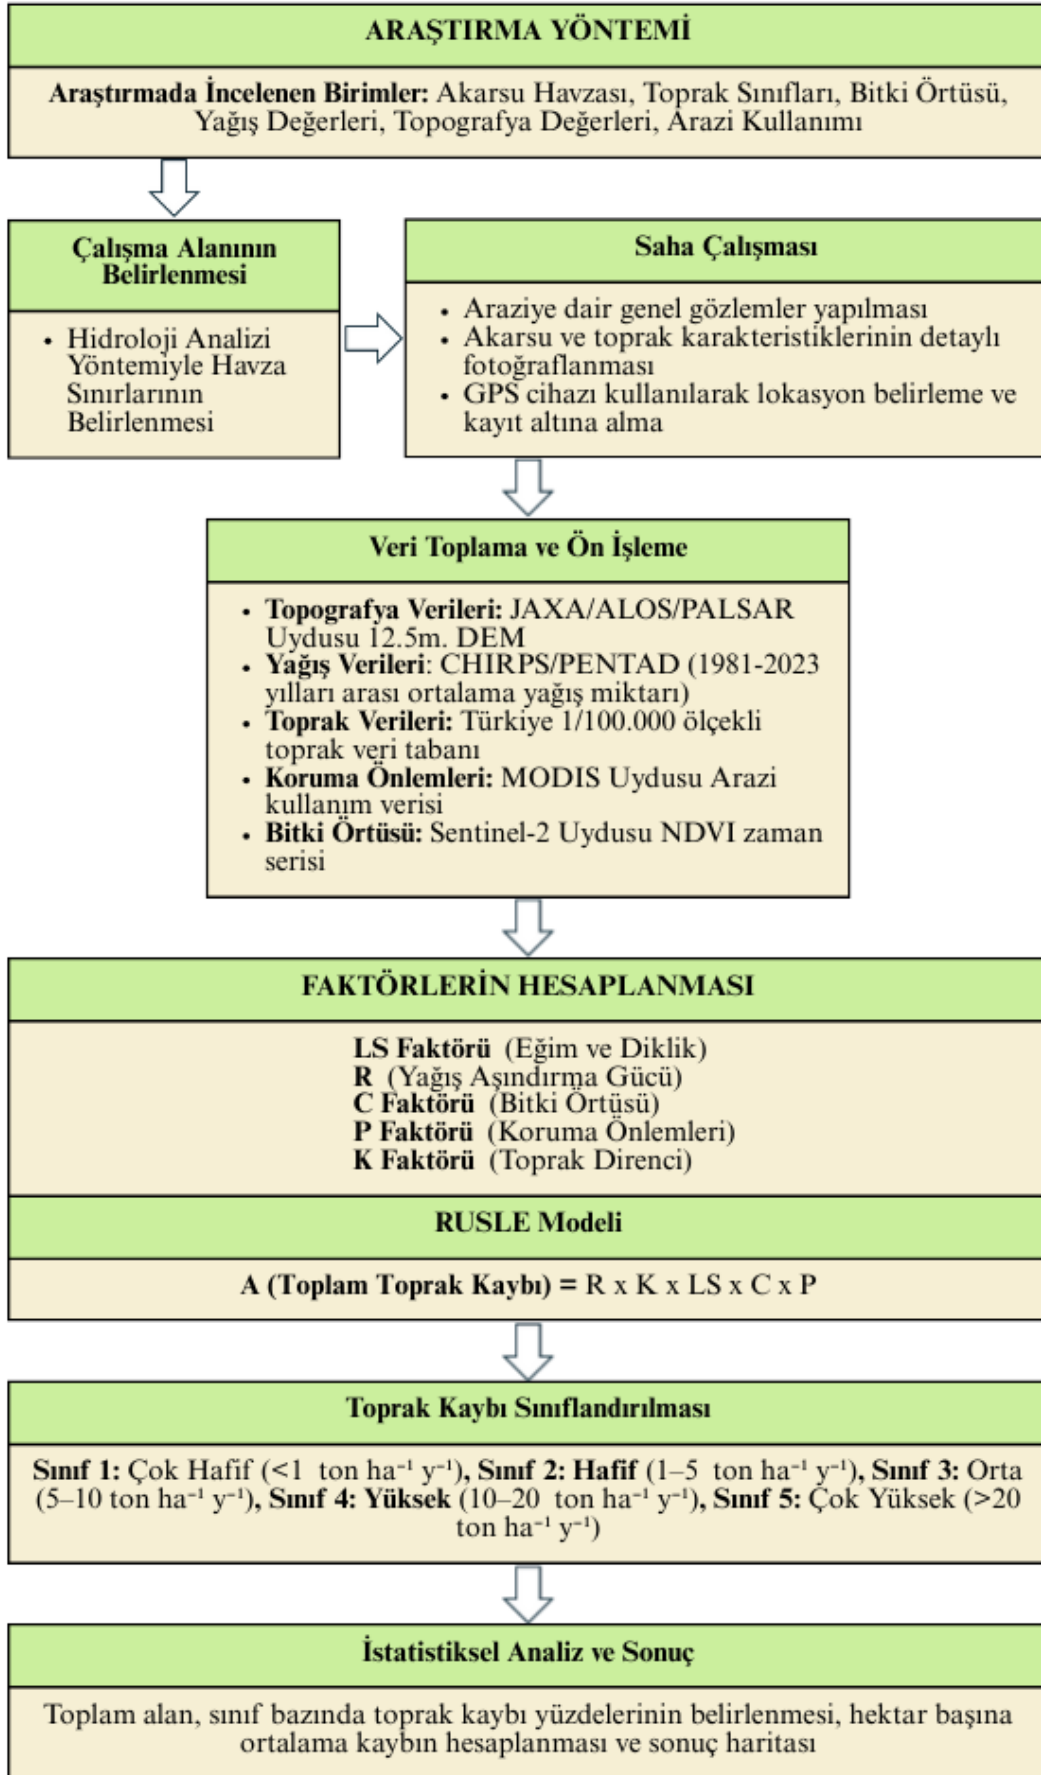 ARAŞTIRMA YÖNTEMİ
Araştırmada İncelenen Birimler: Akarsu Havzası, Toprak Sınıfları, Bitki Örtüsü,
Yağış Değerleri, Topografya Değerleri, Arazi Kullanımı
Çalışma Alanının
Belirlenmesi
• Hidroloji Analizi
Yöntemiyle Havza
Sınırlarının
Belirlenmesi
Saha Çalışması
• Araziye dair genel gözlemler yapılması
• Akarsu ve toprak karakteristiklerinin detaylı
fotoğraflanması
• GPS cihazı kullanılarak lokasyon belirleme ve
kayıt altına alma
Veri Toplama ve Ön İşleme
• Topografya Verileri: JAXA/ALOS/PALSAR
Uydusu 12.5m. DEM
• Yağış Verileri: CHIRPS/PENTAD (1981-2023
yılları arası ortalama yağış miktarı)
• Toprak Verileri: Türkiye 1/100.000 ölçekli
toprak veri tabanı
• Koruma Önlemleri: MODIS Uydusu Arazi
kullanım verisi
• Bitki Örtüsü: Sentinel-2 Uydusu NDVI zaman
serisi
FAKTÖRLERİN HESAPLANMASI
LS Faktörü (Eğim ve Diklik)
R (Yağış Aşındırma Gücü)
C Faktörü (Bitki Örtüsü)
P Faktörü (Koruma Önlemleri)
K Faktörü (Toprak Direnci)
RUSLE Modeli
A (Toplam Toprak Kaybı) = R x K x LS x C x P
Toprak Kaybı Sınıflandırılması
Sınıf 1: Çok Hafif (<1 ton ha⁻¹ y⁻¹), Sınıf 2: Hafif (1–5 ton ha⁻¹ y⁻¹), Sınıf 3: Orta
(5–10 ton ha⁻¹ y⁻¹), Sınıf 4: Yüksek (10–20 ton ha⁻¹ y⁻¹), Sınıf 5: Çok Yüksek (>20
ton ha⁻¹ y⁻¹)
İstatistiksel Analiz ve Sonuç
Toplam alan, sınıf bazında toprak kaybı yüzdelerinin belirlenmesi, hektar başına
ortalama kaybın hesaplanması ve sonuç haritası